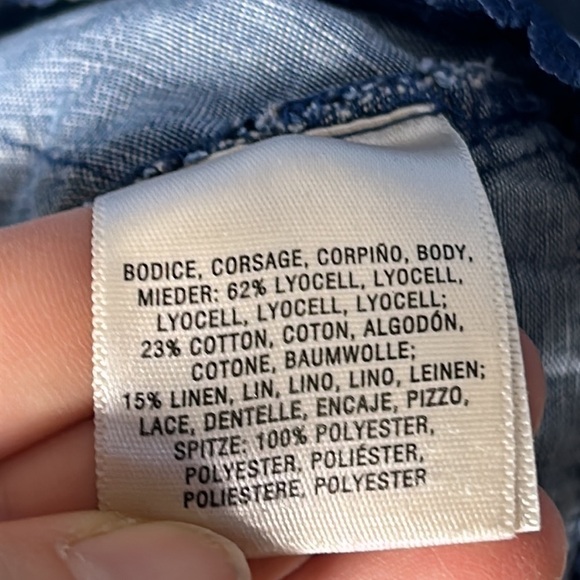 BODICE, CORSAGE, CORPIÑO, BODY,
MIEDER: 62% LYOCELL, LYOCELL,
LYOCELL, LYOCELL, LYOCELL;
23% COTTON, COTON, ALGODÓN,
COTONE, BAUMWOLLE;
15% LINEN, LIN, LINO, LINO, LEINEN;
LACE, DENTELLE, ENCAJE, PIZZO,
SPITZE: 100% POLYESTER,
POLYESTER, POLIÉSTER,
POLIESTERE, POLYESTER